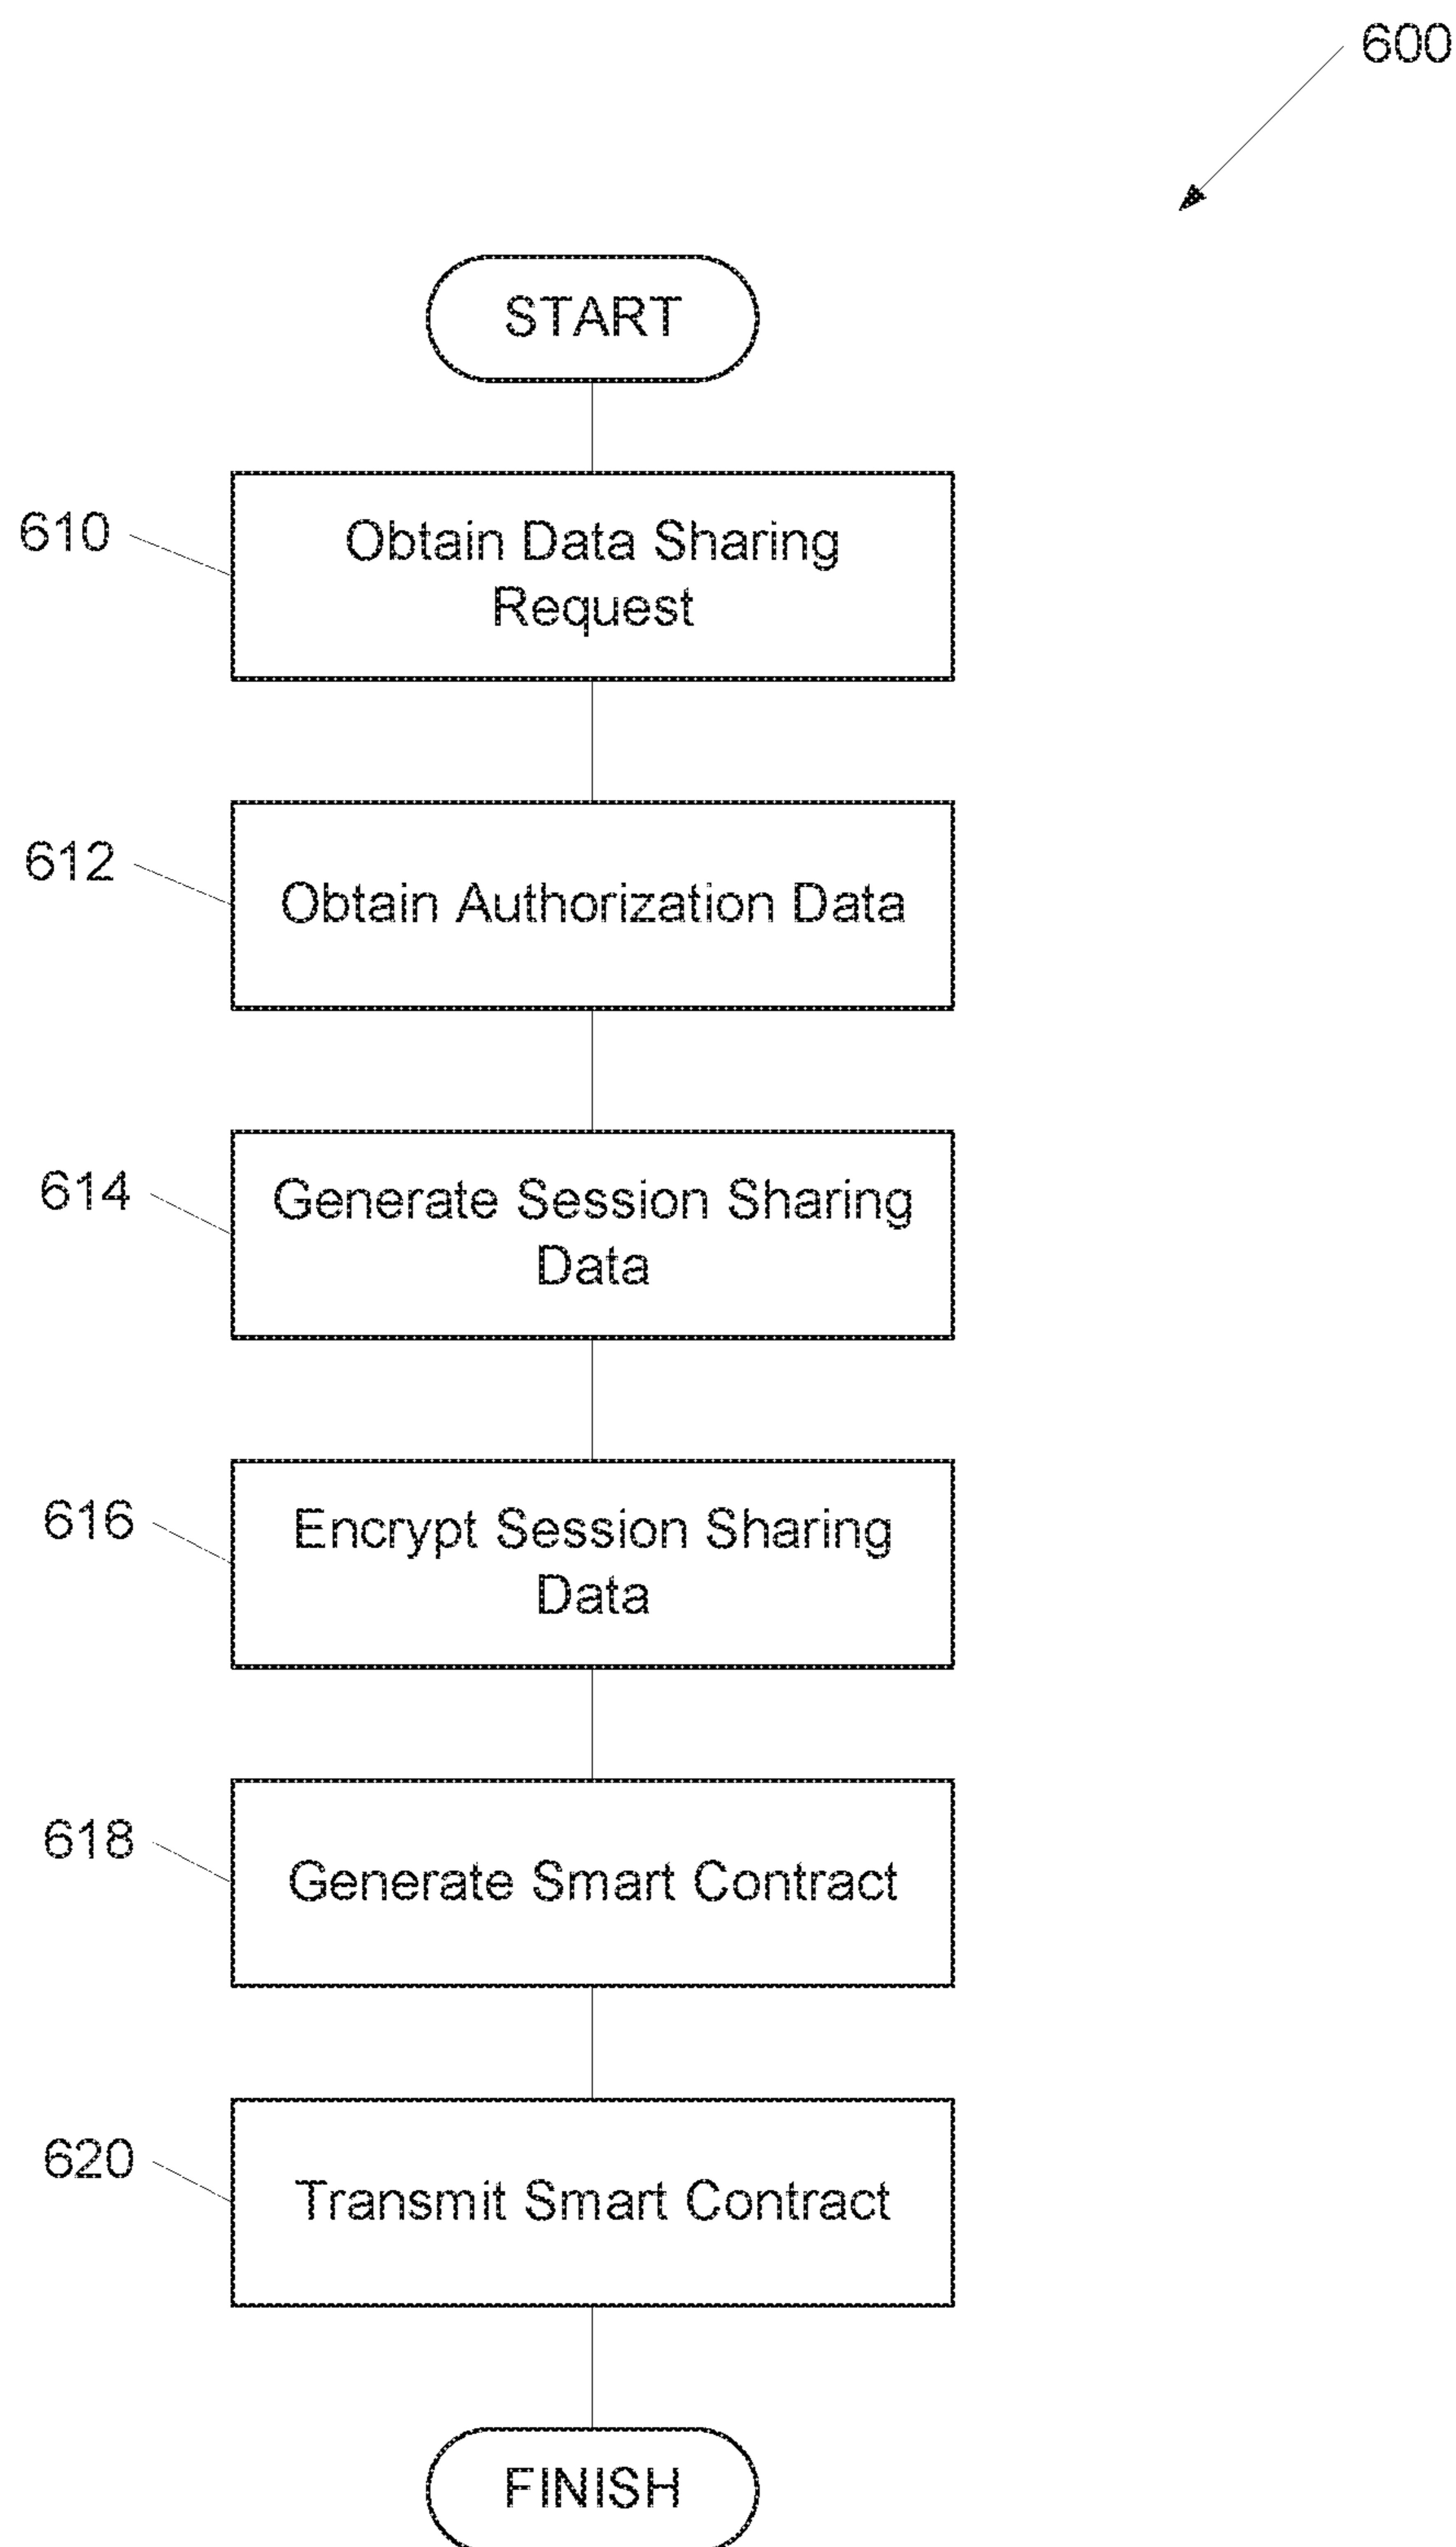 600
START
610
Obtain Data Sharing
Request
612
Obtain Authorization Data
614
Generate Session Sharing
Data
616
Encrypt Session Sharing
Data
618
Generate Smart Contract
620
Transmit Smart Contract
FINISH